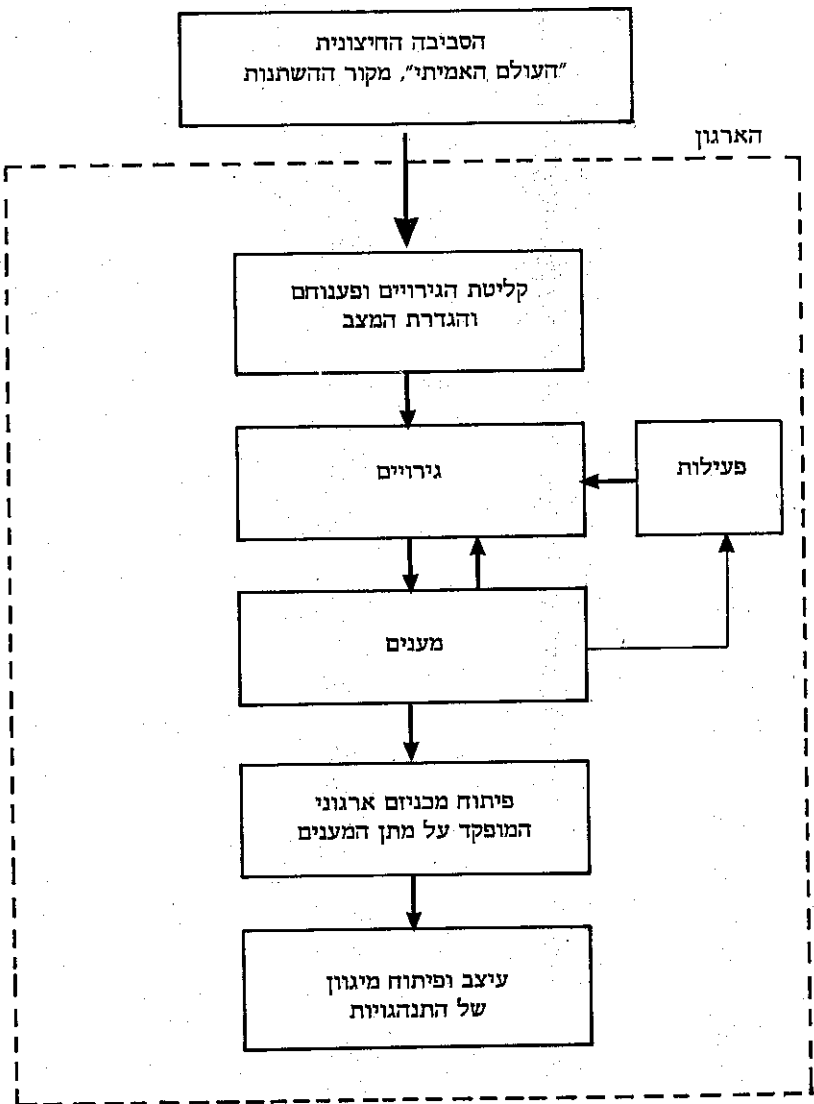 הסביבה החיצונית
"העולם האמיתי", מקור ההשתנות
הארגון
קליטת הגירויים ופענוחם
והגדרת המצב
גירויים
פעילות
מענים
פיתוח מכניזם ארגוני
המופקד על מתן המענים
עיצב ופיתוח מיגוון
של התנהגויות